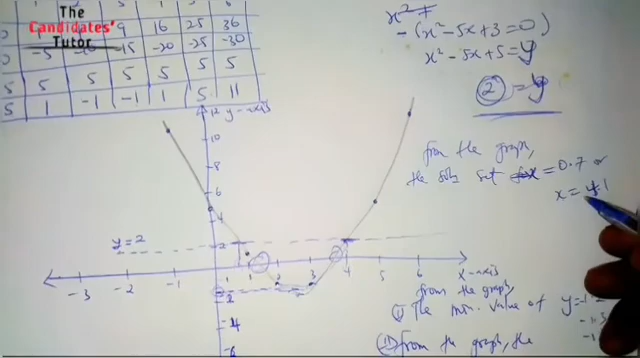 The
Candidates'
Tutor
1 4 9 16 25 36
-5 -10 -15 -20 -25 -30
5 5 5 5 5 5 5
5 1 -1 -1 1 5 11
x² +
- (x² - 5x + 3 = 0)
x² - 5x + 5 = y
2 = y
12 y-axis
10
8
6
4
2
y = 2
-3 -2 -1 1 2 3 4 5 6
x-axis
-2
-4
-6
from the graph,
the soln set x = 0.7 or
x = 4.1
from the graph,
(i) The min. value of y = -1
(ii) from the graph, the